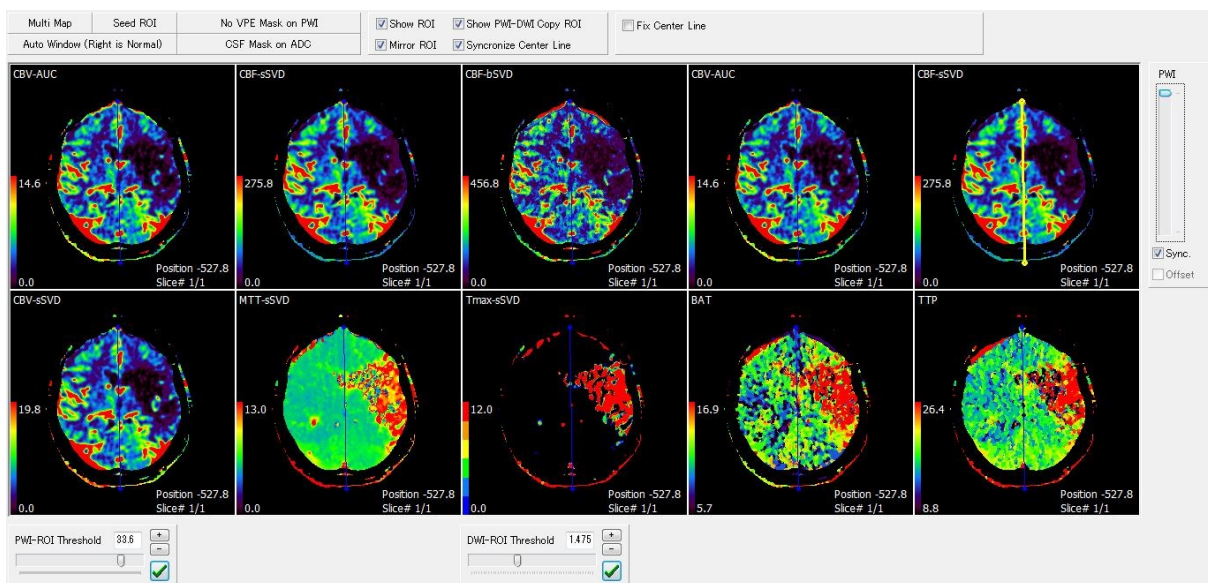 Multi Map
Seed ROI
No VPE Mask on PWI
Auto Window (Right is Normal)
CSF Mask on ADC
Show ROI
Show PWI-DWI Copy ROI
Mirror ROI
Syncronize Center Line
Fix Center Line
CBV-AUC
14.6
0.0
Position -527.8
Slice# 1/1
CBF-sSVD
275.8
0.0
Position -527.8
Slice# 1/1
CBF-bSVD
456.8
0.0
Position -527.8
Slice# 1/1
CBV-AUC
14.6
0.0
Position -527.8
Slice# 1/1
CBF-sSVD
275.8
0.0
Position -527.8
Slice# 1/1
PWI
Sync.
Offset
CBV-sSVD
19.8
0.0
Position -527.8
Slice# 1/1
MTT-sSVD
13.0
0.0
Position -527.8
Slice# 1/1
Tmax-sSVD
12.0
0.0
Position -527.8
Slice# 1/1
BAT
16.9
5.7
Position -527.8
Slice# 1/1
TTP
26.4
8.8
Position -527.8
Slice# 1/1
PWI-ROI Threshold 33.6 + -
DWI-ROI Threshold 1.475 + -